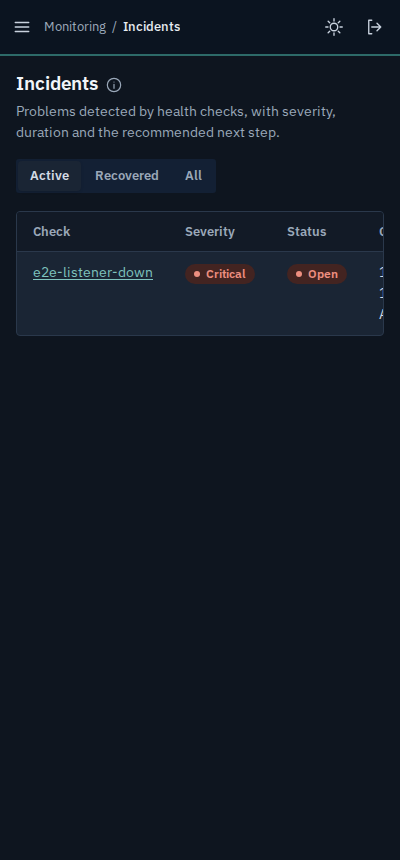 Monitoring / Incidents
Incidents
Problems detected by health checks, with severity,
duration and the recommended next step.
Active Recovered All
Check Severity Status
e2e-listener-down Critical Open